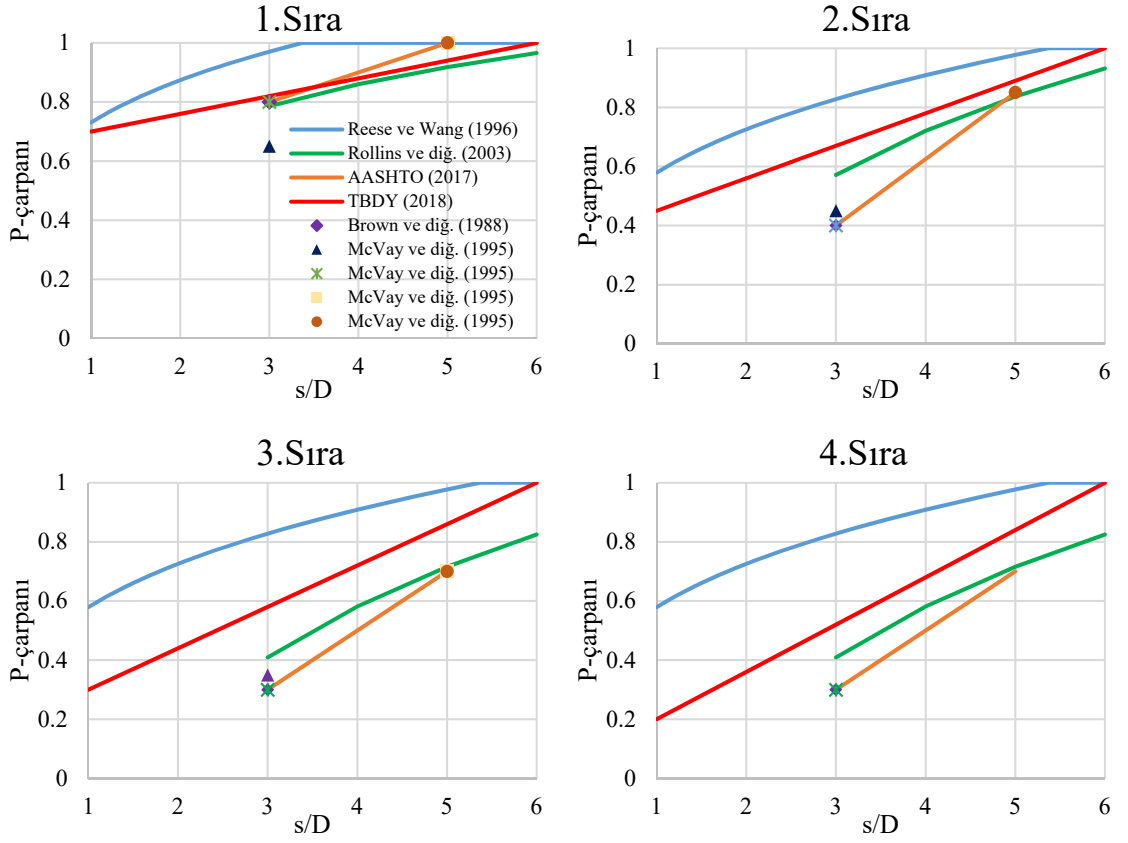 1.Sıra
1
0.8
0.6
0.4
0.2
0
P-çarpanı
1 2 3 4 5 6
s/D
Reese ve Wang (1996)
Rollins ve diğ. (2003)
AASHTO (2017)
TBDY (2018)
Brown ve diğ. (1988)
McVay ve diğ. (1995)
McVay ve diğ. (1995)
McVay ve diğ. (1995)
McVay ve diğ. (1995)
2.Sıra
1
0.8
0.6
0.4
0.2
0
P-çarpanı
1 2 3 4 5 6
s/D
3.Sıra
1
0.8
0.6
0.4
0.2
0
P-çarpanı
1 2 3 4 5 6
s/D
4.Sıra
1
0.8
0.6
0.4
0.2
0
P-çarpanı
1 2 3 4 5 6
s/D